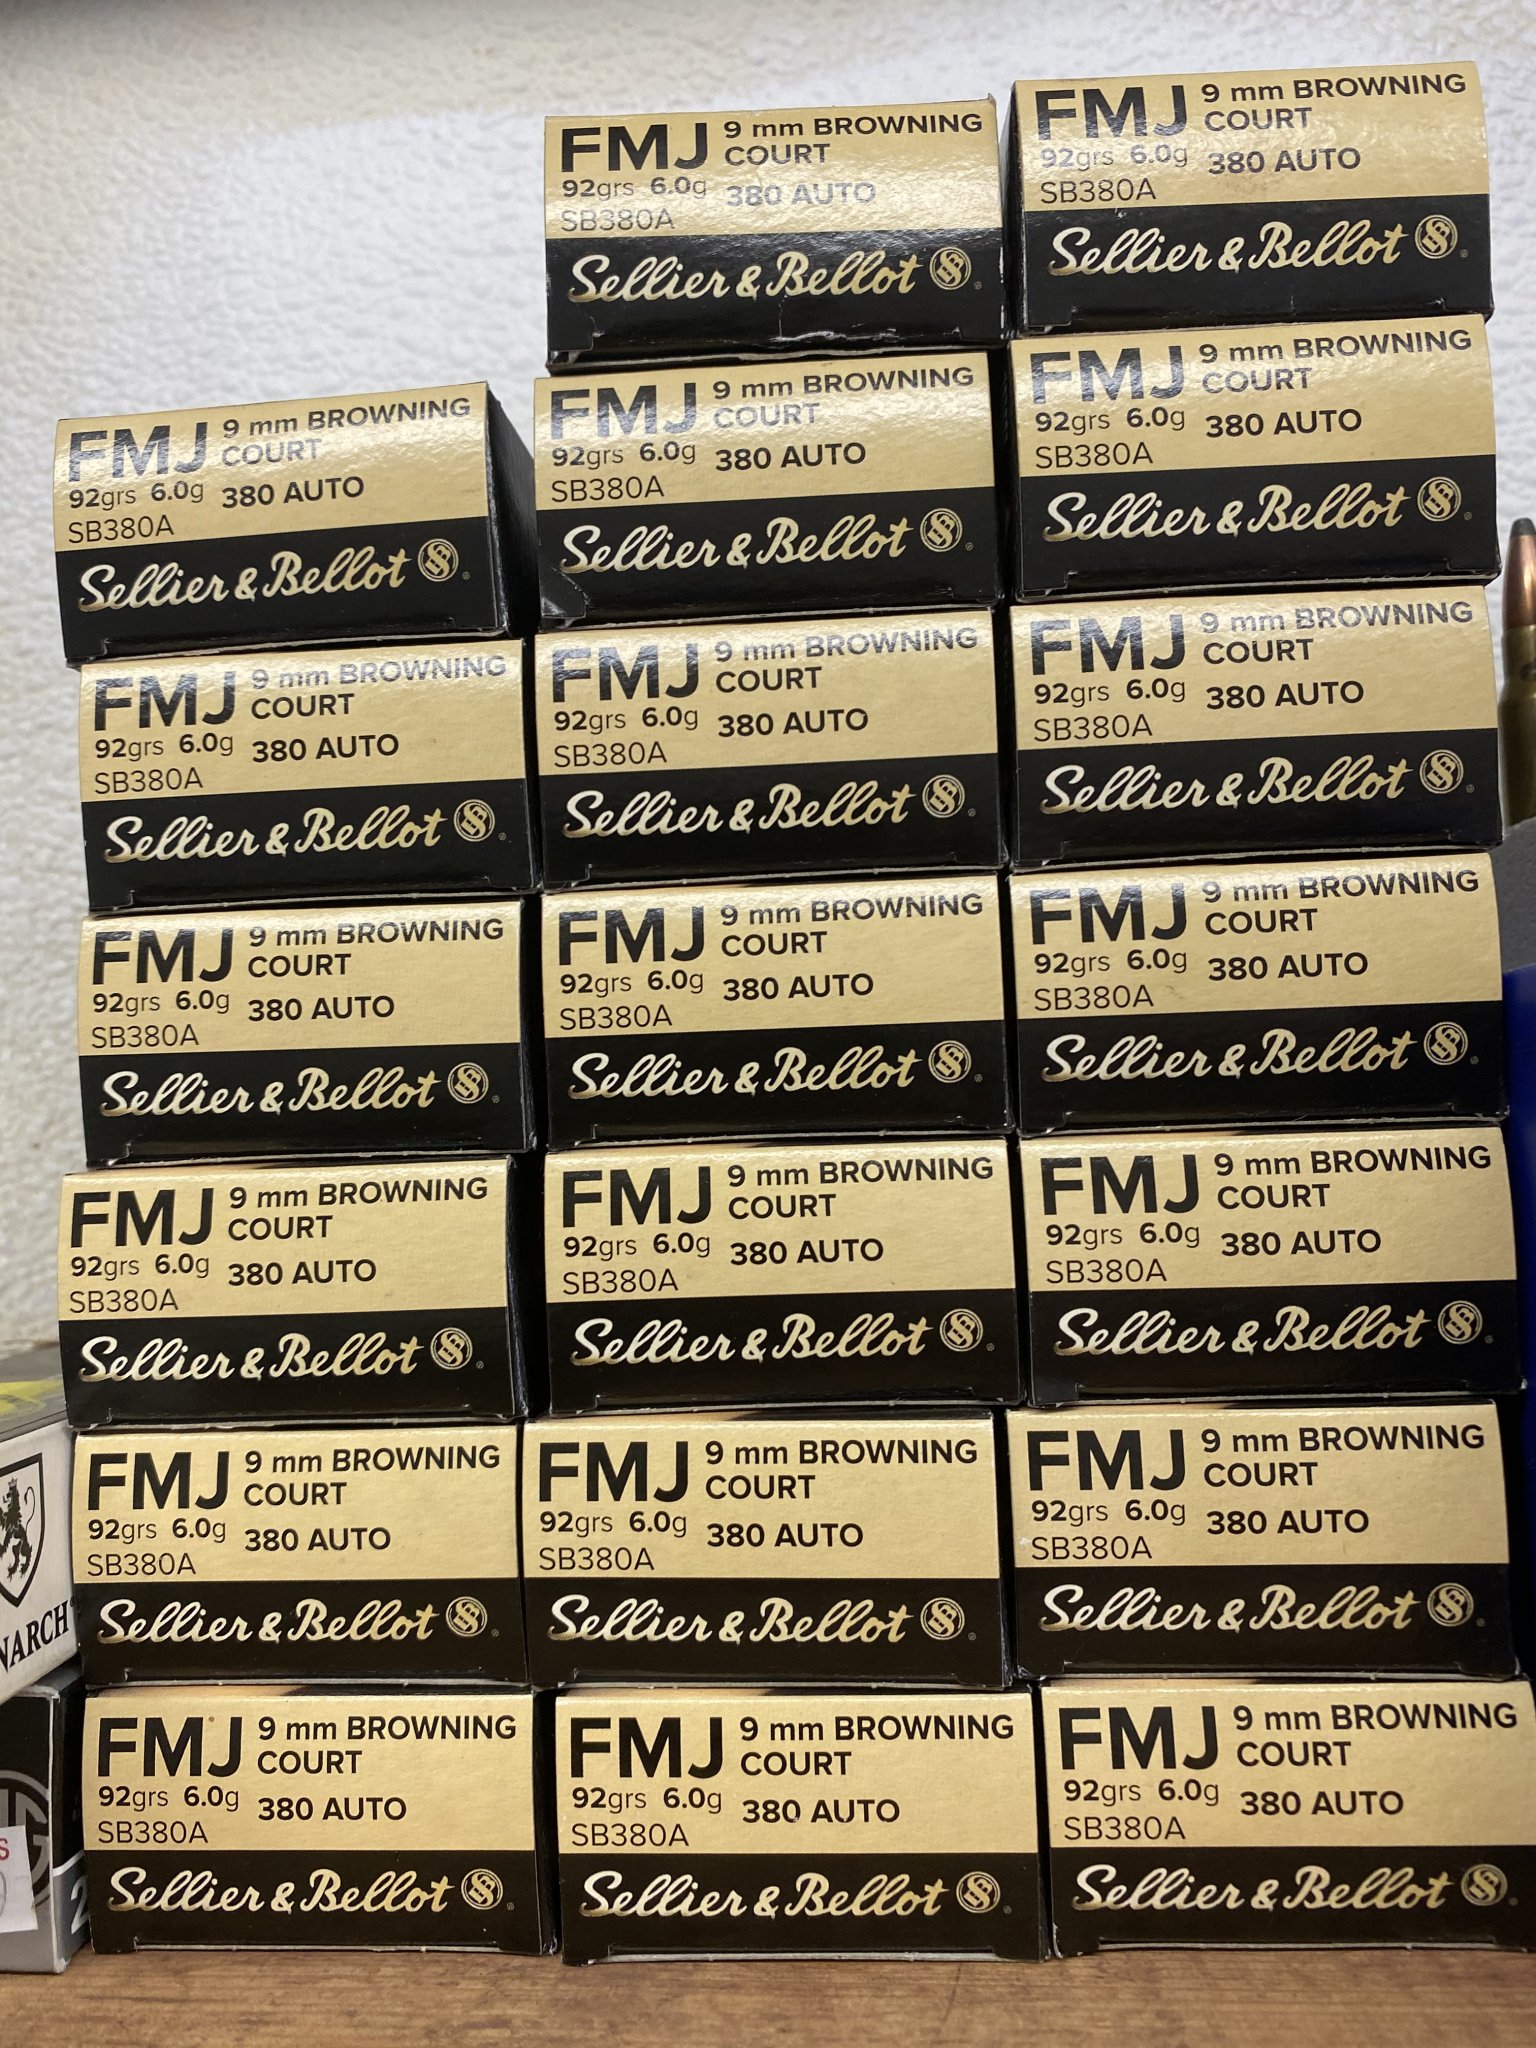 FMJ 9 mm BROWNING
COURT
92grs 6.0g 380 AUTO
SB380A
Sellier & Bellot
FMJ 9 mm BROWNING
COURT
92grs 6.0g 380 AUTO
SB380A
Sellier & Bellot
FMJ 9 mm BROWNING
COURT
92grs 6.0g 380 AUTO
SB380A
Sellier & Bellot
FMJ 9 mm BROWNING
COURT
92grs 6.0g 380 AUTO
SB380A
Sellier & Bellot
FMJ 9 mm BROWNING
COURT
92grs 6.0g 380 AUTO
SB380A
Sellier & Bellot
FMJ 9 mm BROWNING
COURT
92grs 6.0g 380 AUTO
SB380A
Sellier & Bellot
FMJ 9 mm BROWNING
COURT
92grs 6.0g 380 AUTO
SB380A
Sellier & Bellot
FMJ 9 mm BROWNING
COURT
92grs 6.0g 380 AUTO
SB380A
Sellier & Bellot
FMJ 9 mm BROWNING
COURT
92grs 6.0g 380 AUTO
SB380A
Sellier & Bellot
FMJ 9 mm BROWNING
COURT
92grs 6.0g 380 AUTO
SB380A
Sellier & Bellot
FMJ 9 mm BROWNING
COURT
92grs 6.0g 380 AUTO
SB380A
Sellier & Bellot
FMJ 9 mm BROWNING
COURT
92grs 6.0g 380 AUTO
SB380A
Sellier & Bellot
FMJ 9 mm BROWNING
COURT
92grs 6.0g 380 AUTO
SB380A
Sellier & Bellot
FMJ 9 mm BROWNING
COURT
92grs 6.0g 380 AUTO
SB380A
Sellier & Bellot
FMJ 9 mm BROWNING
COURT
92grs 6.0g 380 AUTO
SB380A
Sellier & Bellot
FMJ 9 mm BROWNING
COURT
92grs 6.0g 380 AUTO
SB380A
Sellier & Bellot
FMJ 9 mm BROWNING
COURT
92grs 6.0g 380 AUTO
SB380A
Sellier & Bellot
NARCH
FMJ 9 mm BROWNING
COURT
92grs 6.0g 380 AUTO
SB380A
Sellier & Bellot
FMJ 9 mm BROWNING
COURT
92grs 6.0g 380 AUTO
SB380A
Sellier & Bellot
FMJ 9 mm BROWNING
COURT
92grs 6.0g 380 AUTO
SB380A
Sellier & Bellot